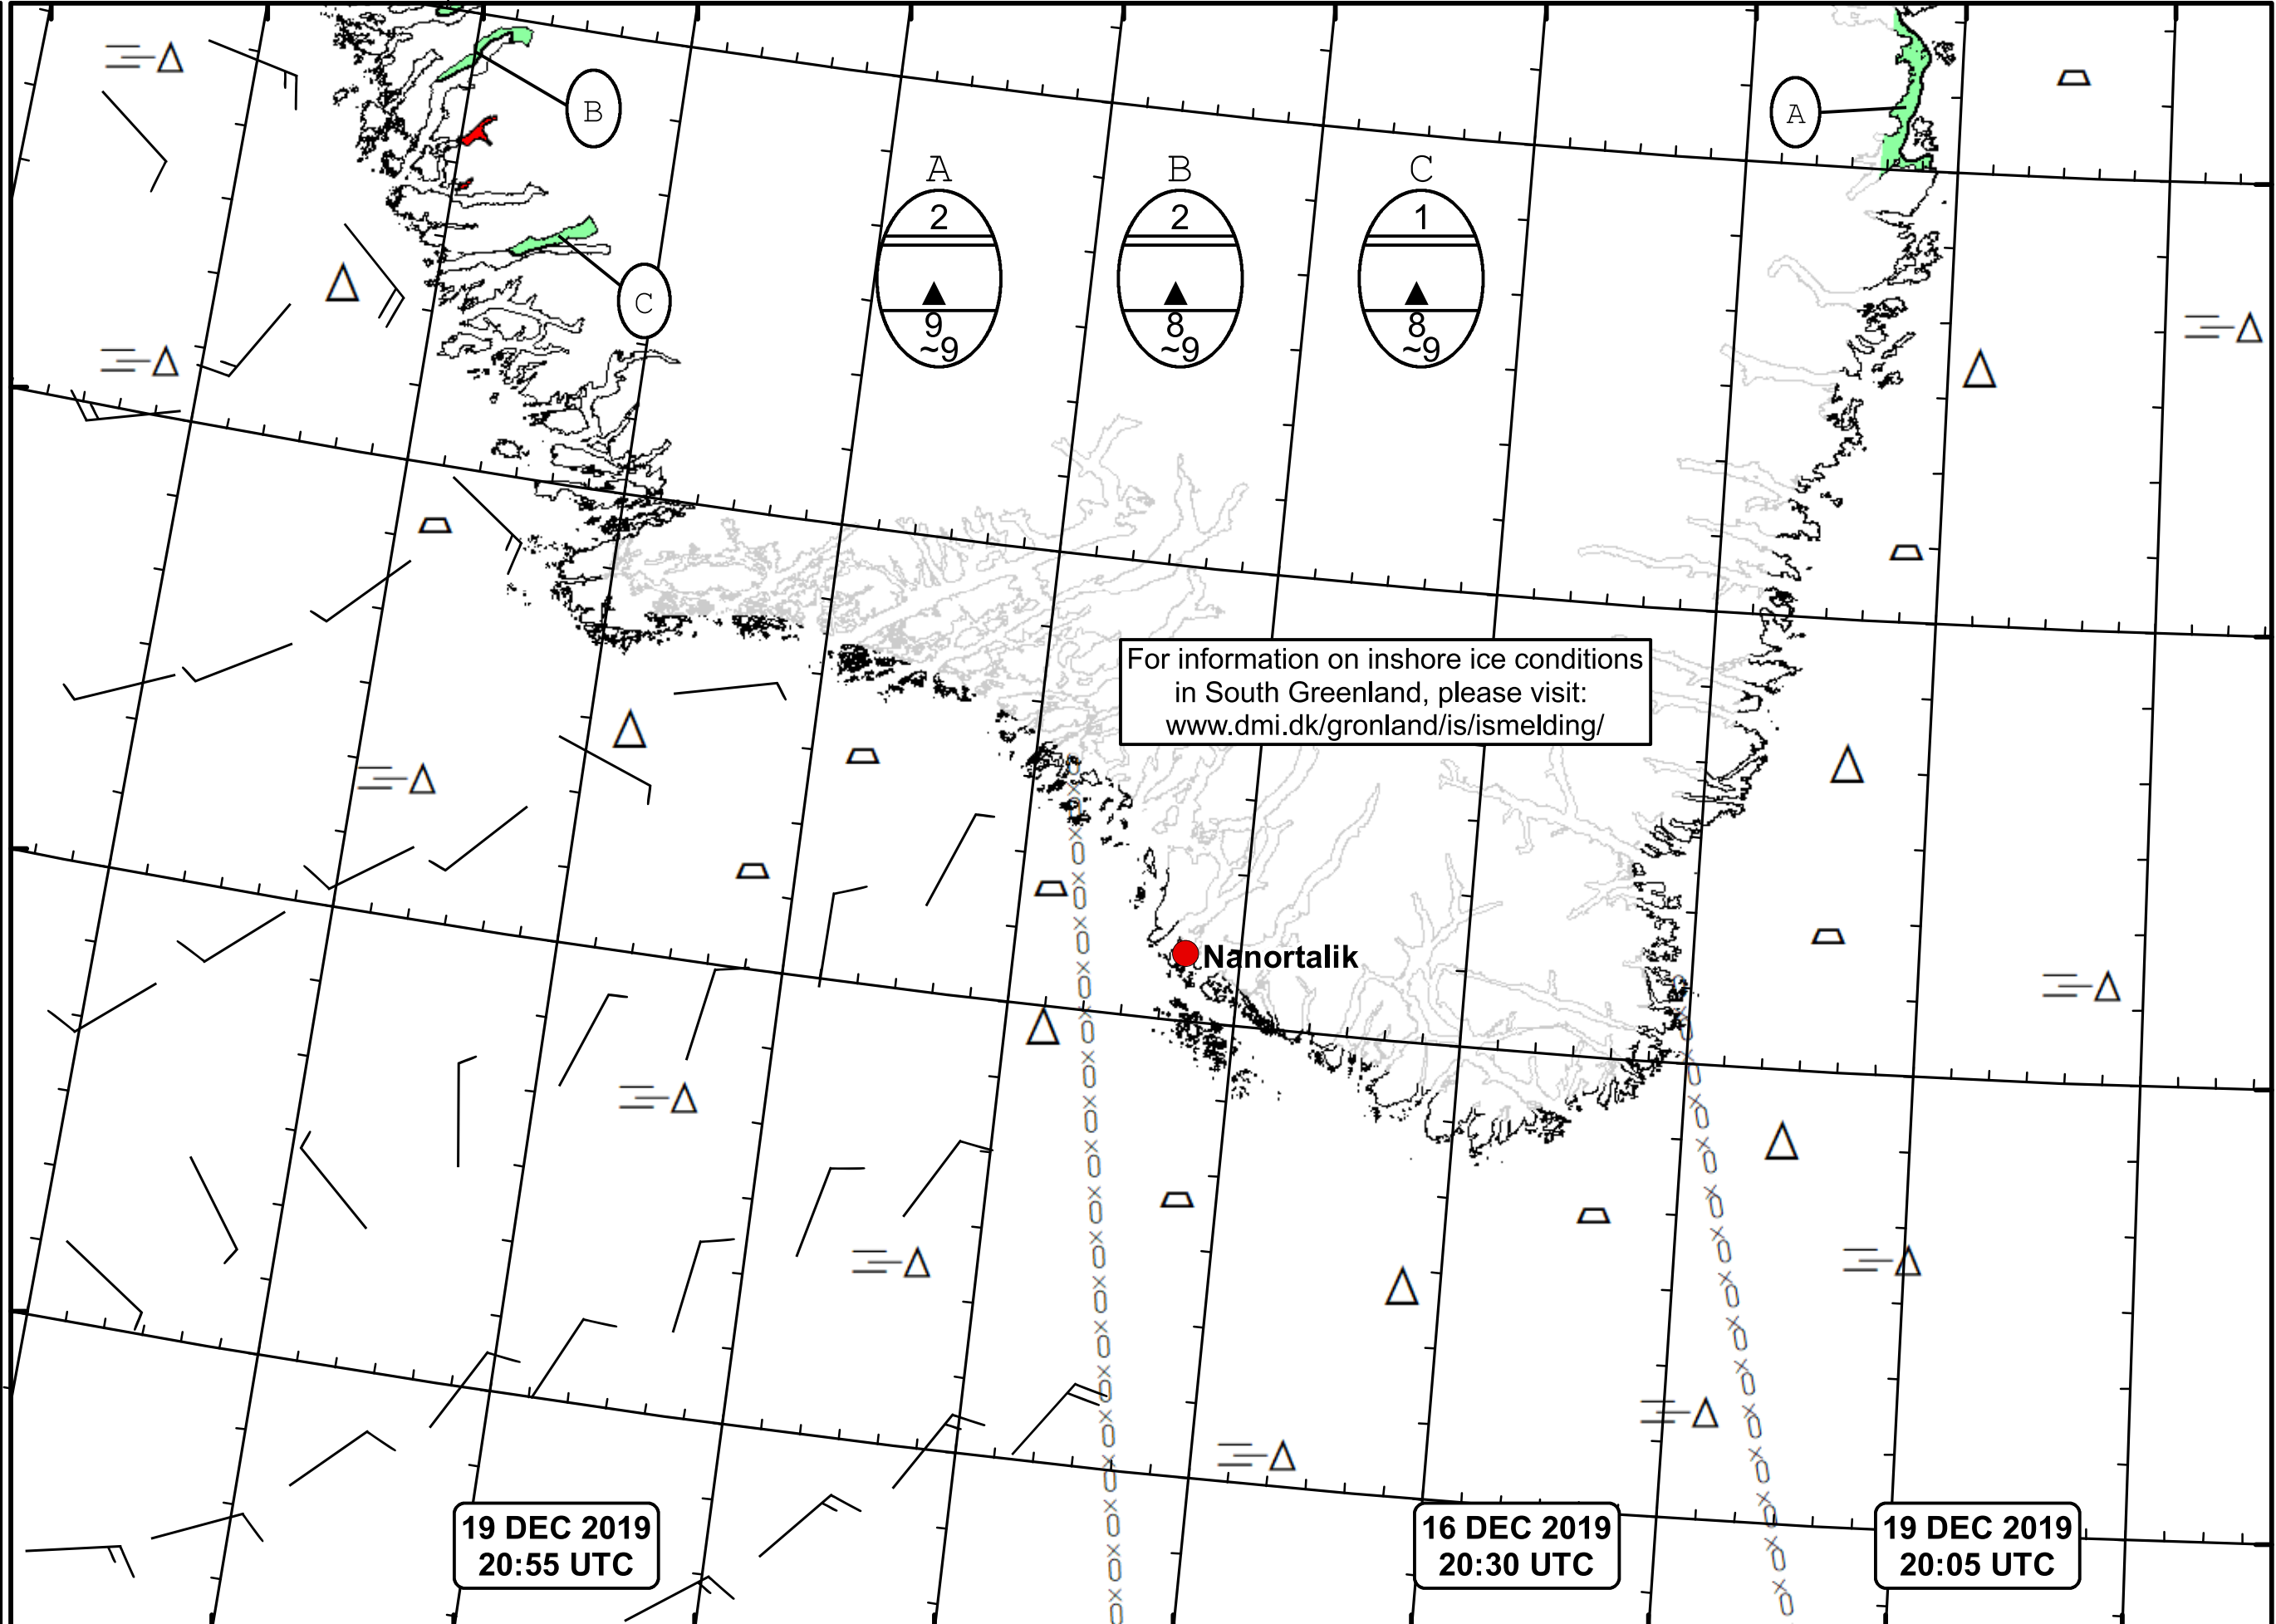 B
A
A
B
C
2
2
1
9
~9
8
~9
8
~9
C
For information on inshore ice conditions
in South Greenland, please visit:
www.dmi.dk/gronland/is/ismelding/
Nanortalik
19 DEC 2019
20:55 UTC
16 DEC 2019
20:30 UTC
19 DEC 2019
20:05 UTC